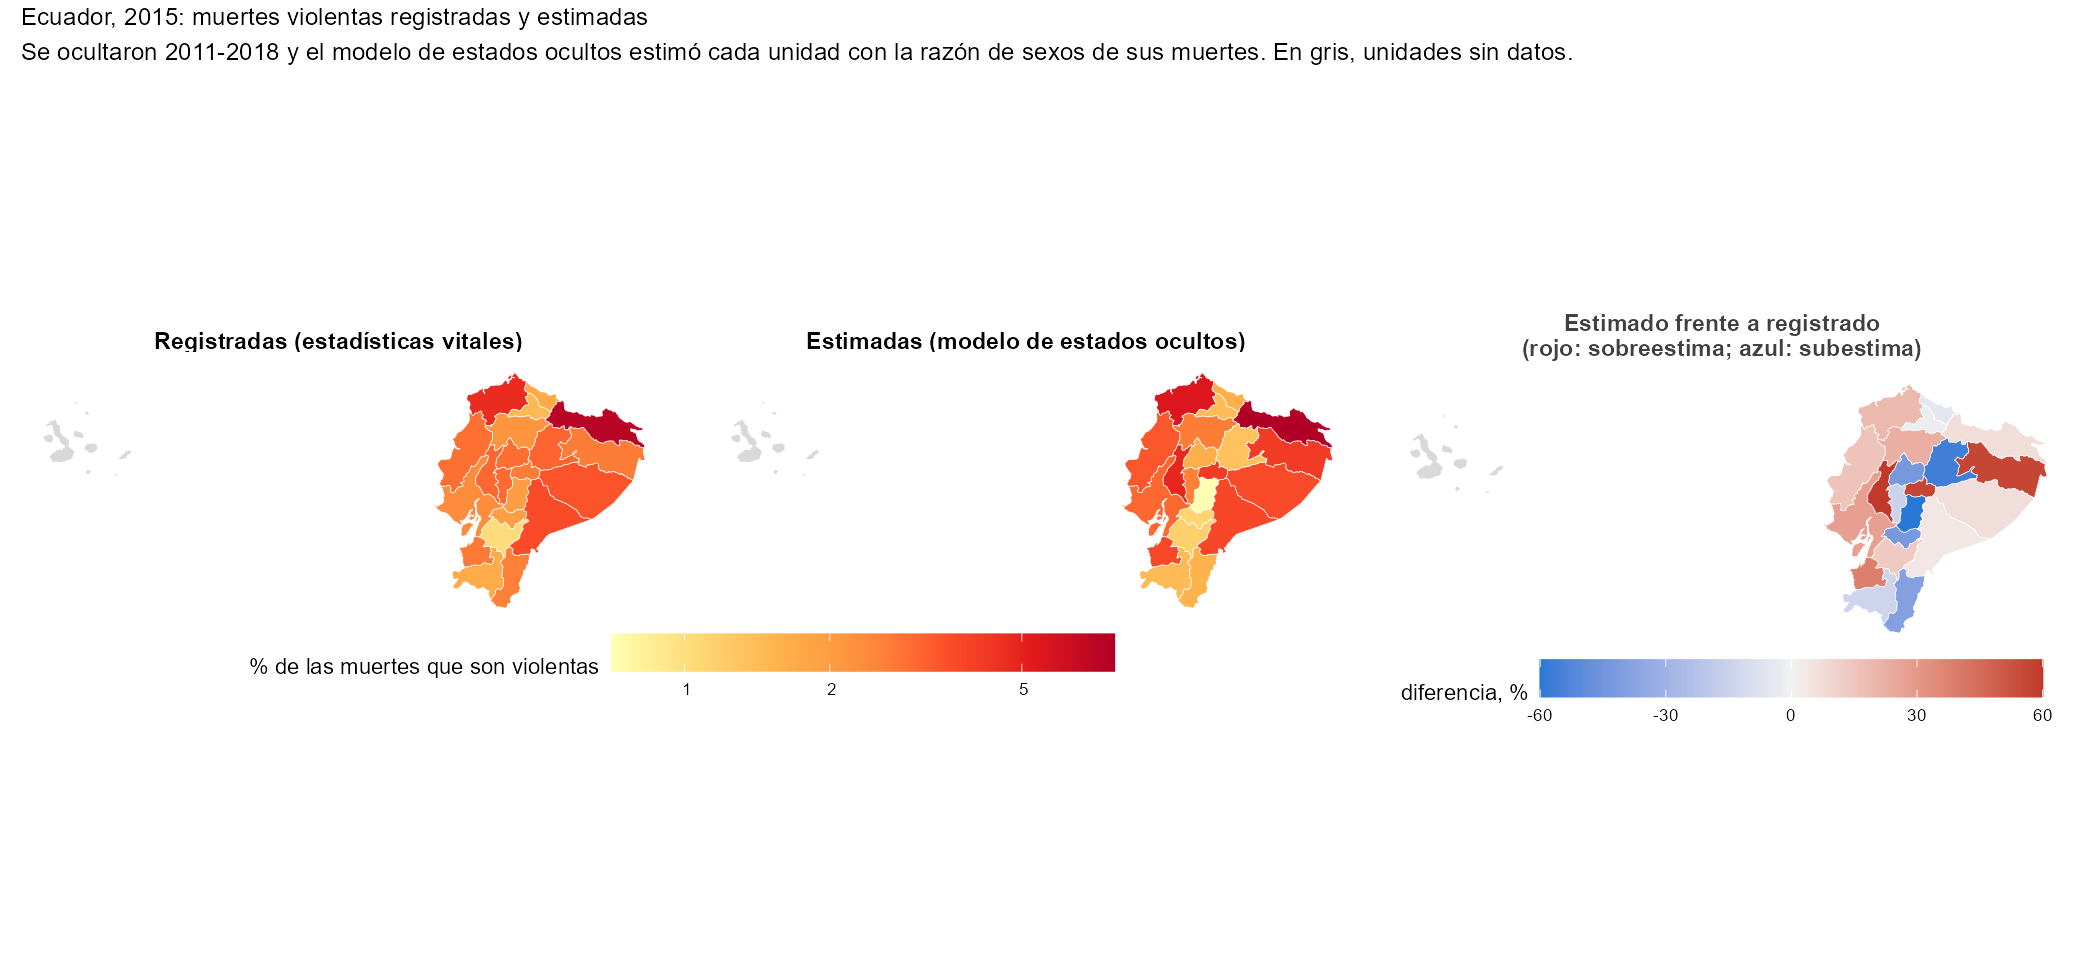 Ecuador, 2015: muertes violentas registradas y estimadas
Se ocultaron 2011-2018 y el modelo de estados ocultos estimó cada unidad con la razón de sexos de sus muertes. En gris, unidades sin datos.
Registradas (estadísticas vitales)
Estimadas (modelo de estados ocultos)
Estimado frente a registrado
(rojo: sobreestima; azul: subestima)
% de las muertes que son violentas
1 2 5
diferencia, %
-60 -30 0 30 60